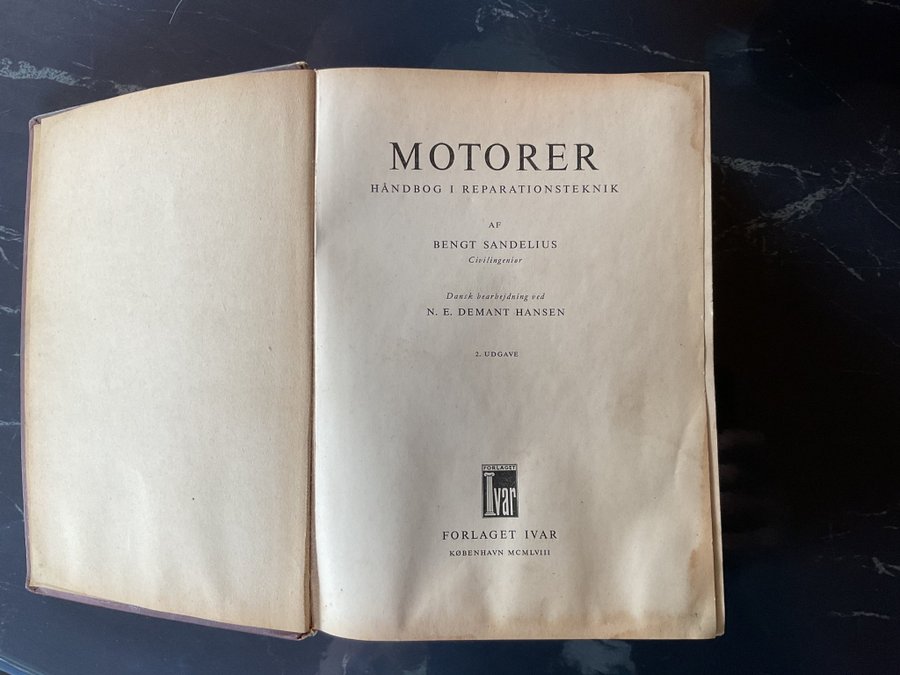 MOTORER
HÅNDBOG I REPARATIONSTEKNIK
AF
BENGT SANDELIUS
Civilingeniør
Dansk bearbejdning ved
N. E. DEMANT HANSEN
2. UDGAVE
FORLAGET
Ivar
FORLAGET IVAR
KØBENHAVN MCMLVIII